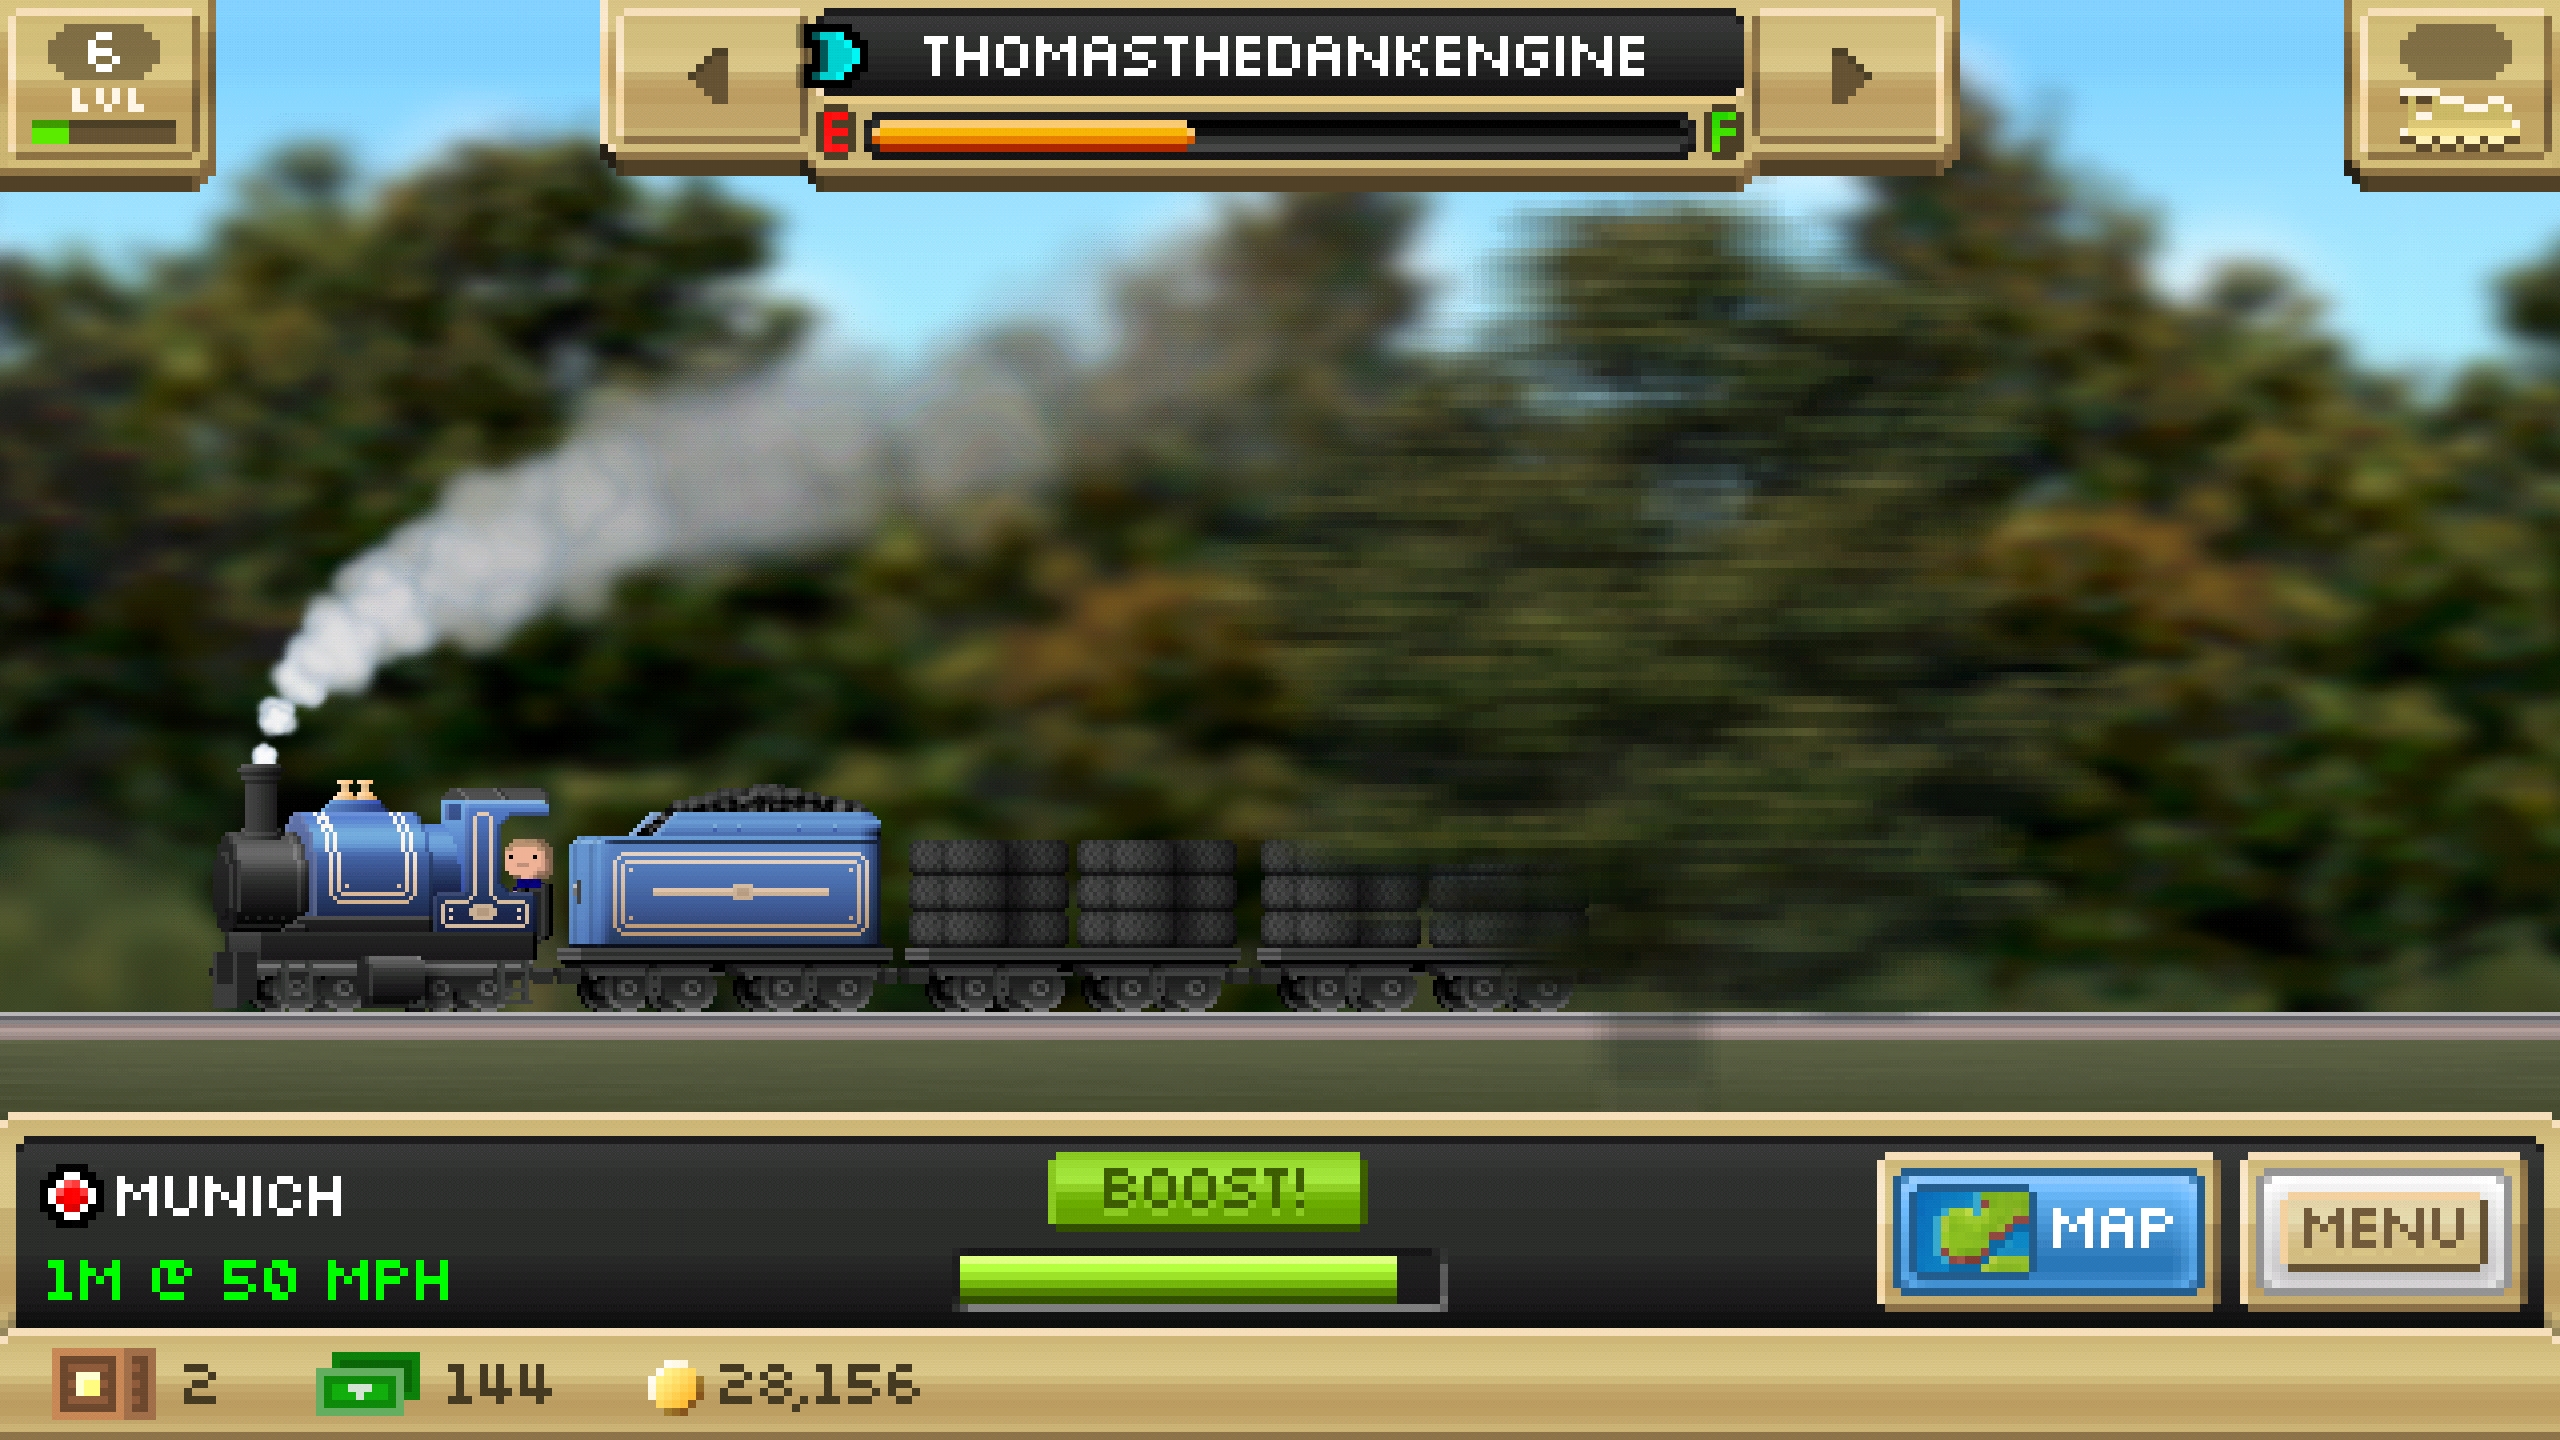 6
LVL
THOMASTHEDANKENGINE
E F
MUNICH
BOOST!
1M @ 50 MPH
MAP
MENU
2 144 28,156